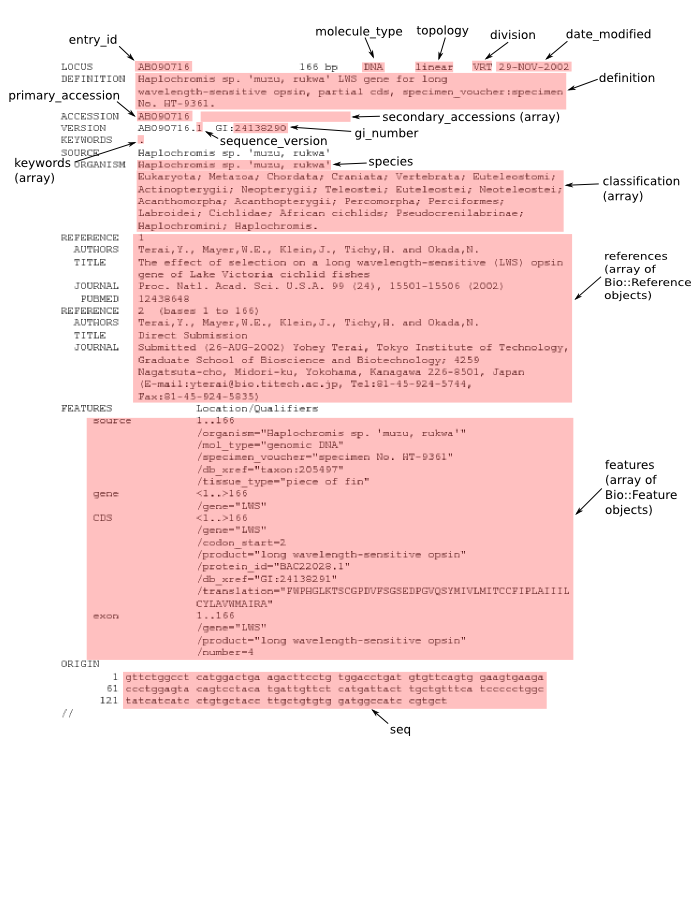 entry_id
molecule_type
topology
division
date_modified
LOCUS AB090716 166 bp DNA linear VRT 29-NOV-2002
DEFINITION Haplochromis sp. 'muzu, rukwa' LWS gene for long
wavelength-sensitive opsin, partial cds, specimen_voucher:specimen
No. HT-9361.
definition
primary_accession
ACCESSION AB090716
secondary_accessions (array)
VERSION AB090716.1 GI:24138290
gi_number
KEYWORDS .
sequence_version
keywords
(array)
SOURCE Haplochromis sp. 'muzu, rukwa'
ORGANISM Haplochromis sp. 'muzu, rukwa'
species
Eukaryota; Metazoa; Chordata; Craniata; Vertebrata; Euteleostomi;
Actinopterygii; Neopterygii; Teleostei; Euteleostei; Neoteleostei;
Acanthomorpha; Acanthopterygii; Percomorpha; Perciformes;
Labroidei; Cichlidae; African cichlids; Pseudocrenilabrinae;
Haplochromini; Haplochromis.
classification
(array)
REFERENCE 1
AUTHORS Terai,Y., Mayer,W.E., Klein,J., Tichy,H. and Okada,N.
TITLE The effect of selection on a long wavelength-sensitive (LWS) opsin
gene of Lake Victoria cichlid fishes
JOURNAL Proc. Natl. Acad. Sci. U.S.A. 99 (24), 15501-15506 (2002)
PUBMED 12438648
REFERENCE 2 (bases 1 to 166)
AUTHORS Terai,Y., Mayer,W.E., Klein,J., Tichy,H. and Okada,N.
TITLE Direct Submission
JOURNAL Submitted (26-AUG-2002) Yohey Terai, Tokyo Institute of Technology,
Graduate School of Bioscience and Biotechnology; 4259
Nagatsuta-cho, Midori-ku, Yokohama, Kanagawa 226-8501, Japan
(E-mail:yterai@bio.titech.ac.jp, Tel:81-45-924-5744,
Fax:81-45-924-5835)
references
(array of
Bio::Reference
objects)
FEATURES Location/Qualifiers
source 1..166
/organism="Haplochromis sp. 'muzu, rukwa'"
/mol_type="genomic DNA"
/specimen_voucher="specimen No. HT-9361"
/db_xref="taxon:205497"
/tissue_type="piece of fin"
gene <1..>166
/gene="LWS"
CDS <1..>166
/gene="LWS"
/codon_start=2
/product="long wavelength-sensitive opsin"
/protein_id="BAC22028.1"
/db_xref="GI:24138291"
/translation="FWPHGLKTSCGPDVFSGSEDPGVQSYMIVLMITCCFIPLAIIIL
CYLAVWMAIRA"
exon 1..166
/gene="LWS"
/product="long wavelength-sensitive opsin"
/number=4
features
(array of
Bio::Feature
objects)
ORIGIN
1 gttctggcct catggactga agacttcctg tggacctgat gtgttcagtg gaagtgaaga
61 ccctggagta cagtcctaca tgattgttct catgattact tgctgtttca tccccctggc
121 tatcatcatc ctgtgctacc ttgctgtgtg gatggccatc cgtgct
//
seq